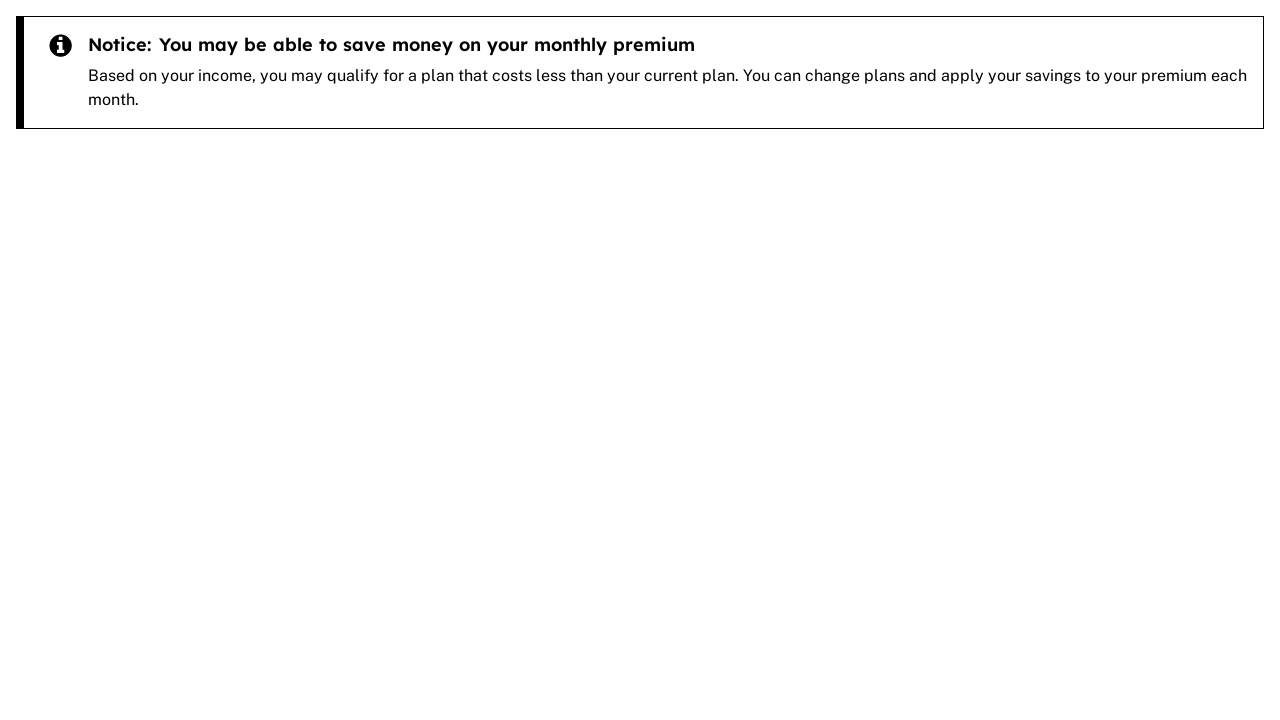 Notice: You may be able to save money on your monthly premium
Based on your income, you may qualify for a plan that costs less than your current plan. You can change plans and apply your savings to your premium each
month.